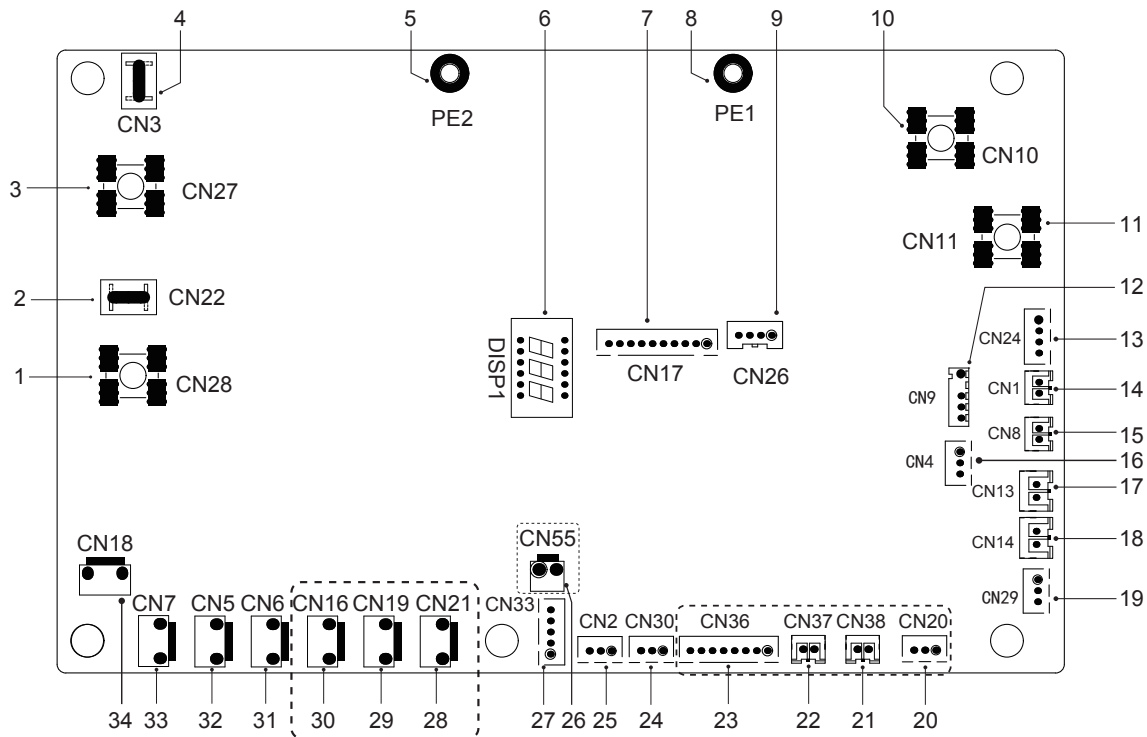 4 5 6 7 8 9 10
CN3 PE2 PE1
CN10
3 CN27
CN11 11
2 CN22
12
CN24 13
DISP1
CN17 CN26
1 CN28
CN9 CN1 14
CN8 15
CN4 16
CN13 17
CN14 18
CN18 CN55
CN29 19
CN7 CN5 CN6 CN16 CN19 CN21 CN33 CN2 CN30 CN36 CN37 CN38 CN20
34 33 32 31 30 29 28 27 26 25 24 23 22 21 20